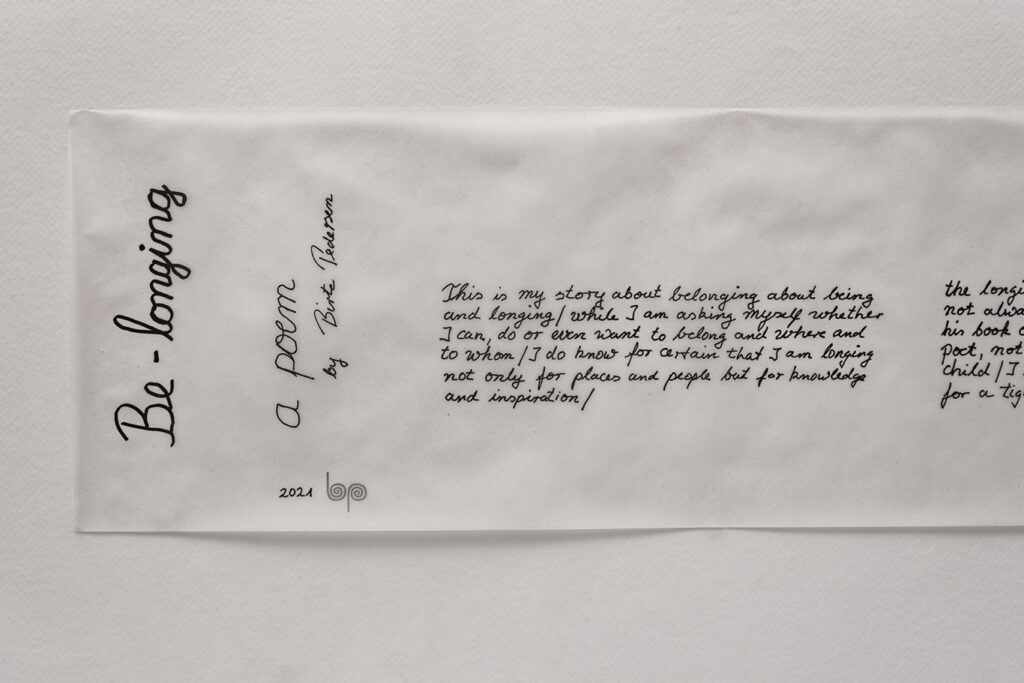 Be-longing
a poem
by Birte Pedersen
2021 bp
This is my story about belonging about being
and longing/while I am asking myself whether
I can, do or even want to belong and where and
to whom/I do know for certain that I am longing
not only for places and people but for knowledge
and inspiration/
the longi
not alwa
his book
poet, not
child/I
for a tig